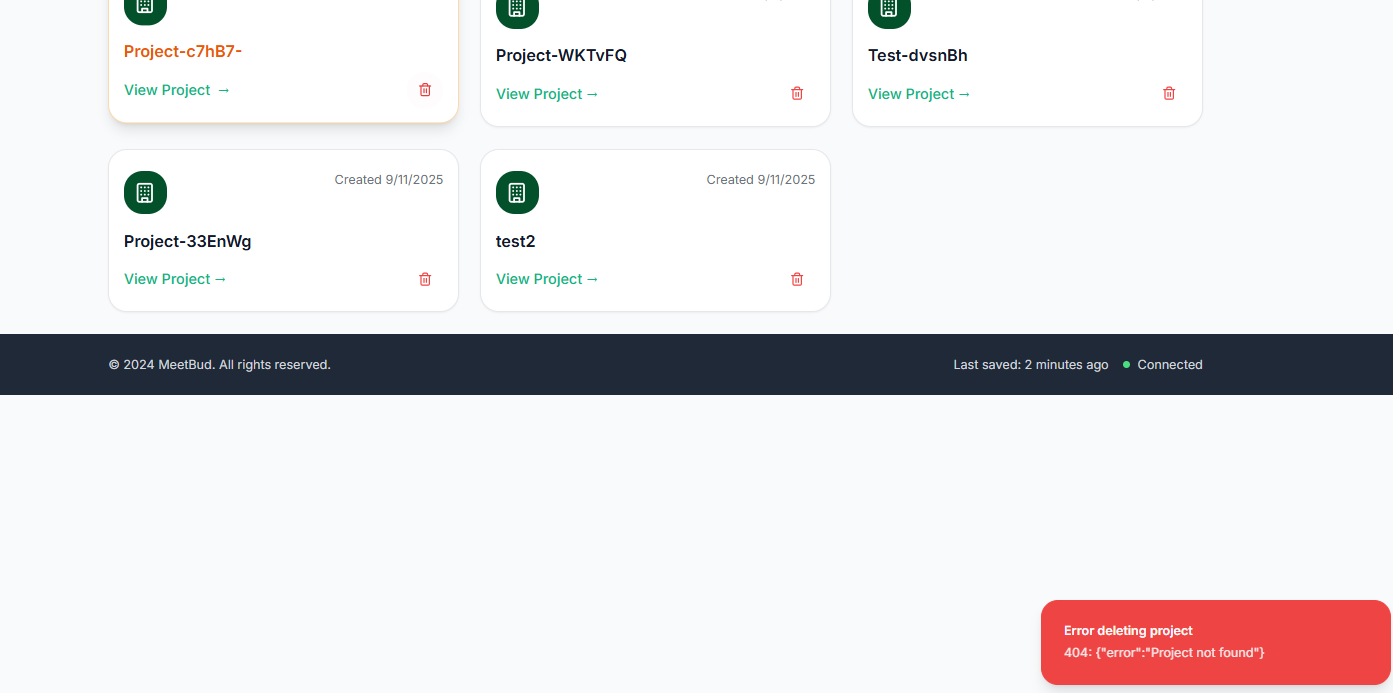 Project-c7hB7-
View Project →
Project-WKTvFQ
View Project →
Test-dvsnBh
View Project →
Created 9/11/2025
Project-33EnWg
View Project →
Created 9/11/2025
test2
View Project →
© 2024 MeetBud. All rights reserved.
Last saved: 2 minutes ago
Connected
Error deleting project
404: {"error":"Project not found"}